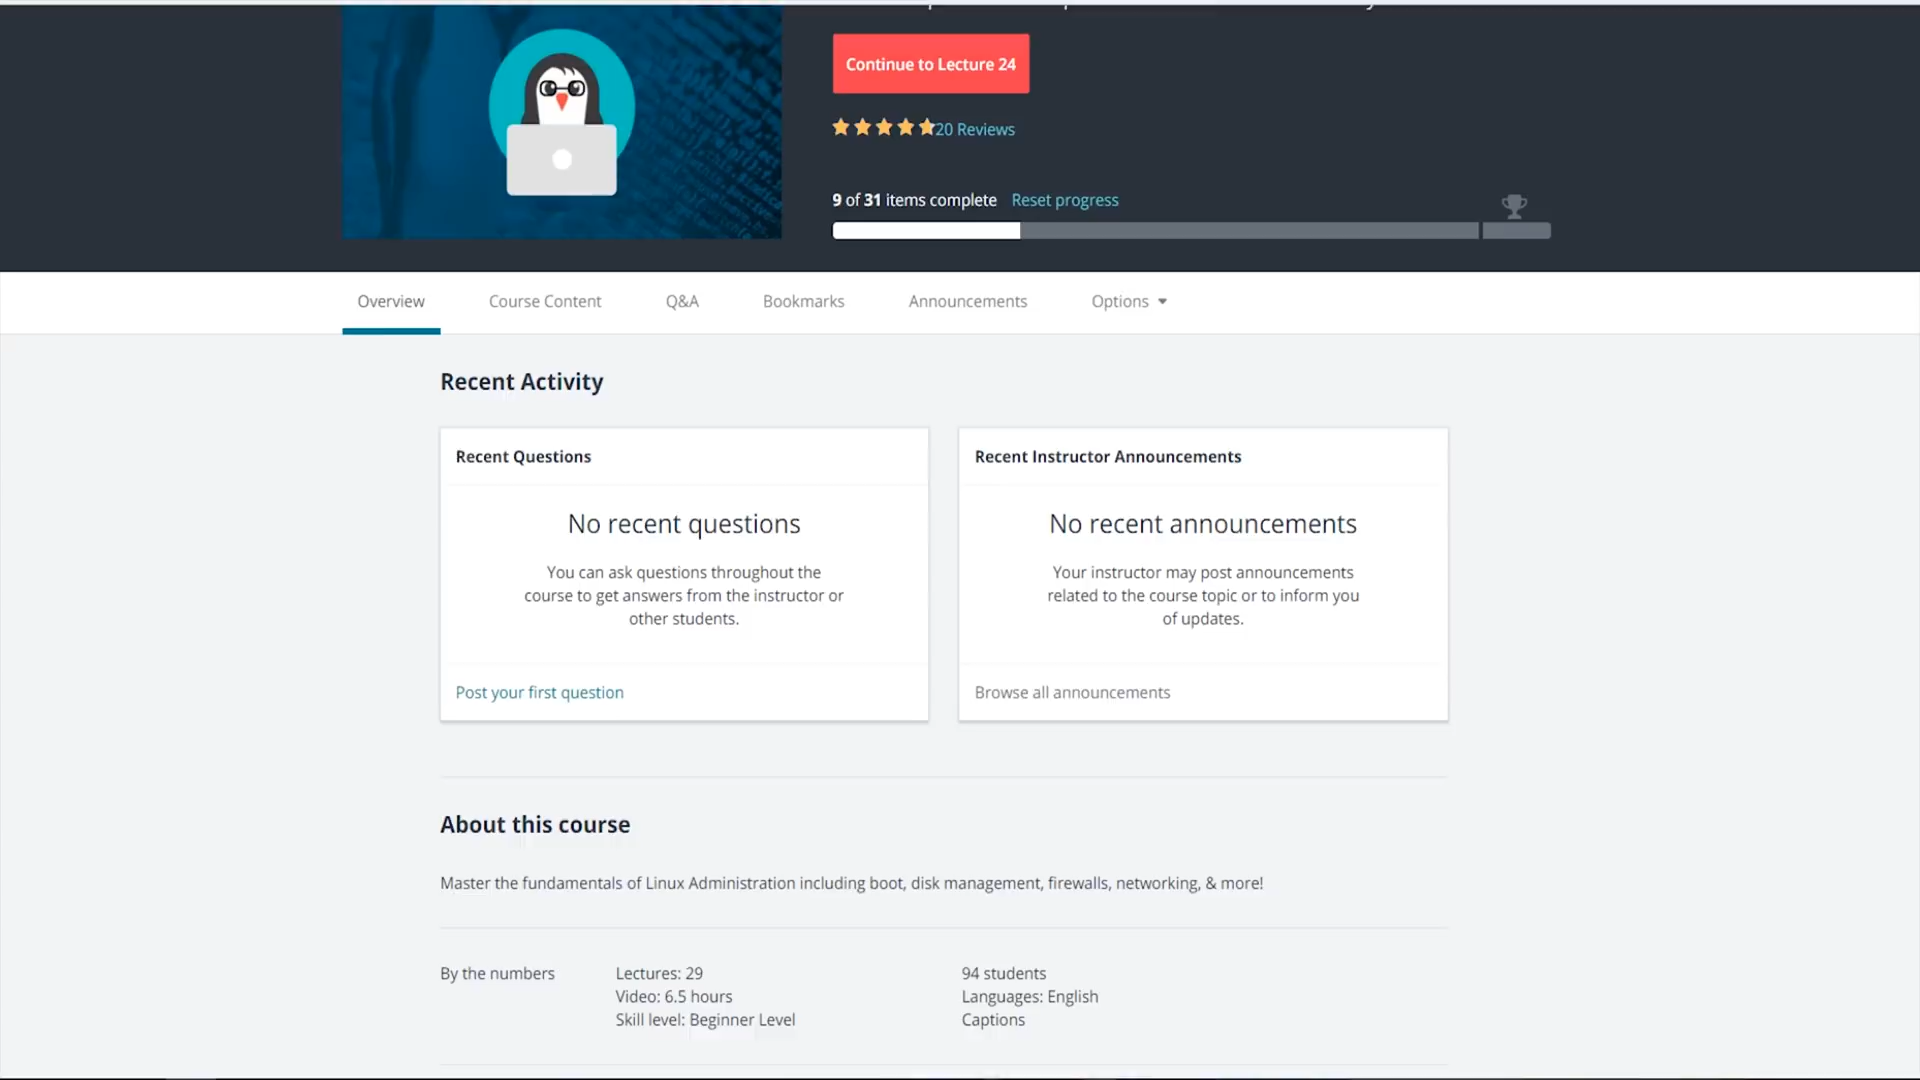 Continue to Lecture 24
20 Reviews
9 of 31 items complete Reset progress
Overview Course Content Q&A Bookmarks Announcements Options
Recent Activity
Recent Questions
No recent questions
You can ask questions throughout the
course to get answers from the instructor or
other students.
Post your first question
Recent Instructor Announcements
No recent announcements
Your instructor may post announcements
related to the course topic or to inform you
of updates.
Browse all announcements
About this course
Master the fundamentals of Linux Administration including boot, disk management, firewalls, networking, & more!
By the numbers
Lectures: 29
Video: 6.5 hours
Skill level: Beginner Level
94 students
Languages: English
Captions